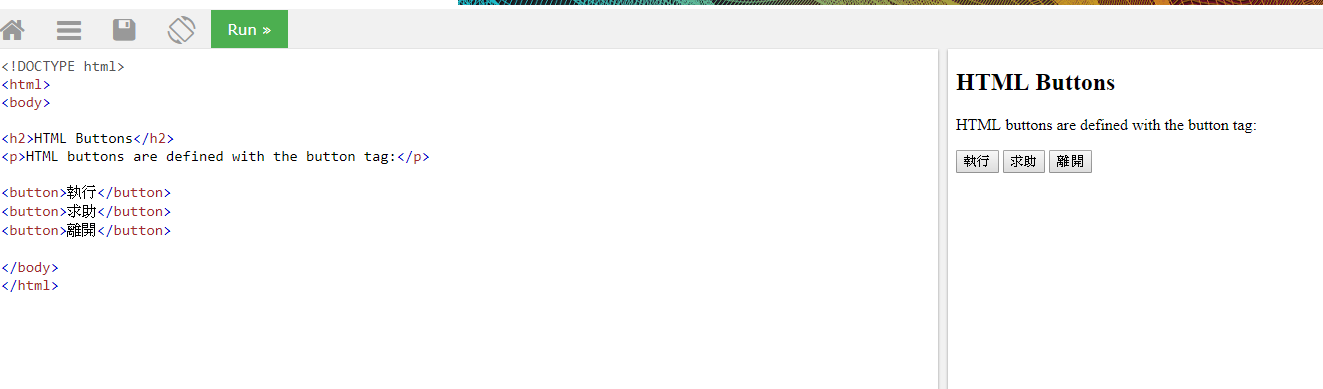 Run »
<!DOCTYPE html>
<html>
<body>
<h2>HTML Buttons</h2>
<p>HTML buttons are defined with the button tag:</p>
<button>執行</button>
<button>求助</button>
<button>離開</button>
</body>
</html>
HTML Buttons
HTML buttons are defined with the button tag:
執行 求助 離開